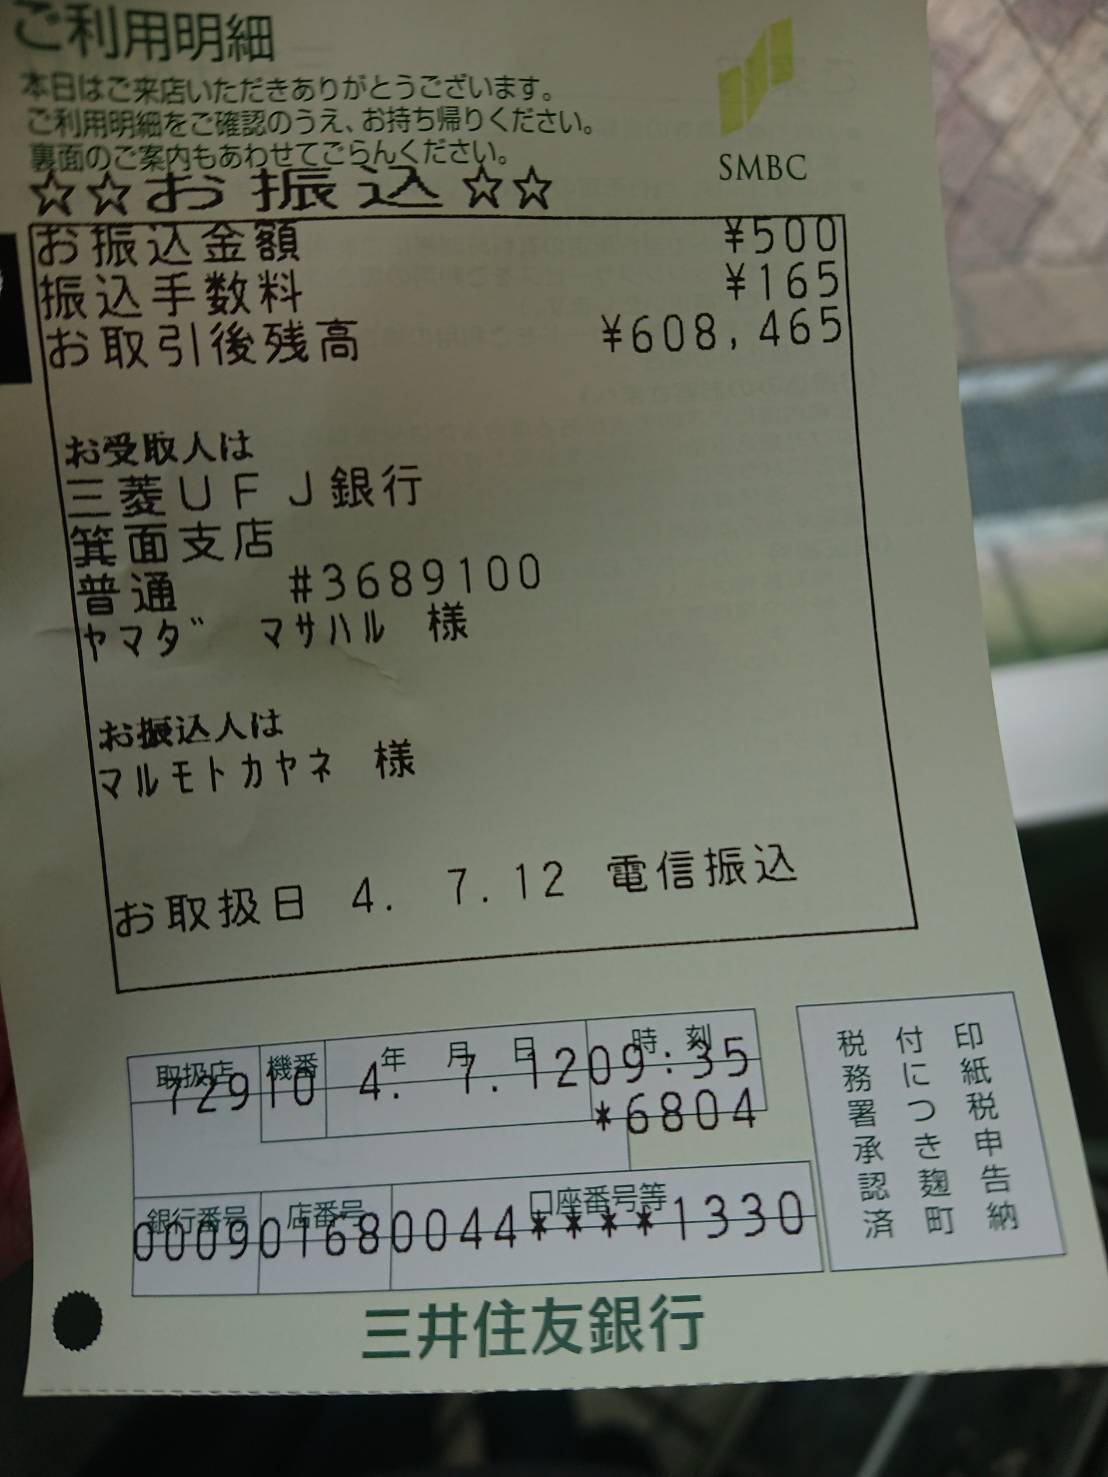 ご利用明細
本日はご来店いただきありがとうございます。
ご利用明細をご確認のうえ、お持ち帰りください。
裏面のご案内もあわせてごらんください。
SMBC
☆☆お振込☆☆
お振込金額 ¥500
振込手数料 ¥165
お取引後残高 ¥608,465
お受取人は
三菱UFJ銀行
箕面支店
普通 #3689100
ヤマダ マサハル 様
お振込人は
マルモトカヤネ 様
お取扱日 4. 7.12 電信振込
取扱店 機番 年 月 日 時刻
729 10 4. 7.12 09:35
*6804
銀行番号 店番号 口座番号等
0009 0168 0044****1330
印紙税申告納
付につき麹町
税務署承認済
三井住友銀行